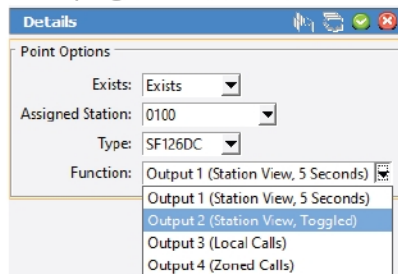 Details
Point Options
Exists: Exists
Assigned Station: 0100
Type: SF126DC
Function: Output 1 (Station View, 5 Seconds)
Output 1 (Station View, 5 Seconds)
Output 2 (Station View, Toggled)
Output 3 (Local Calls)
Output 4 (Zoned Calls)